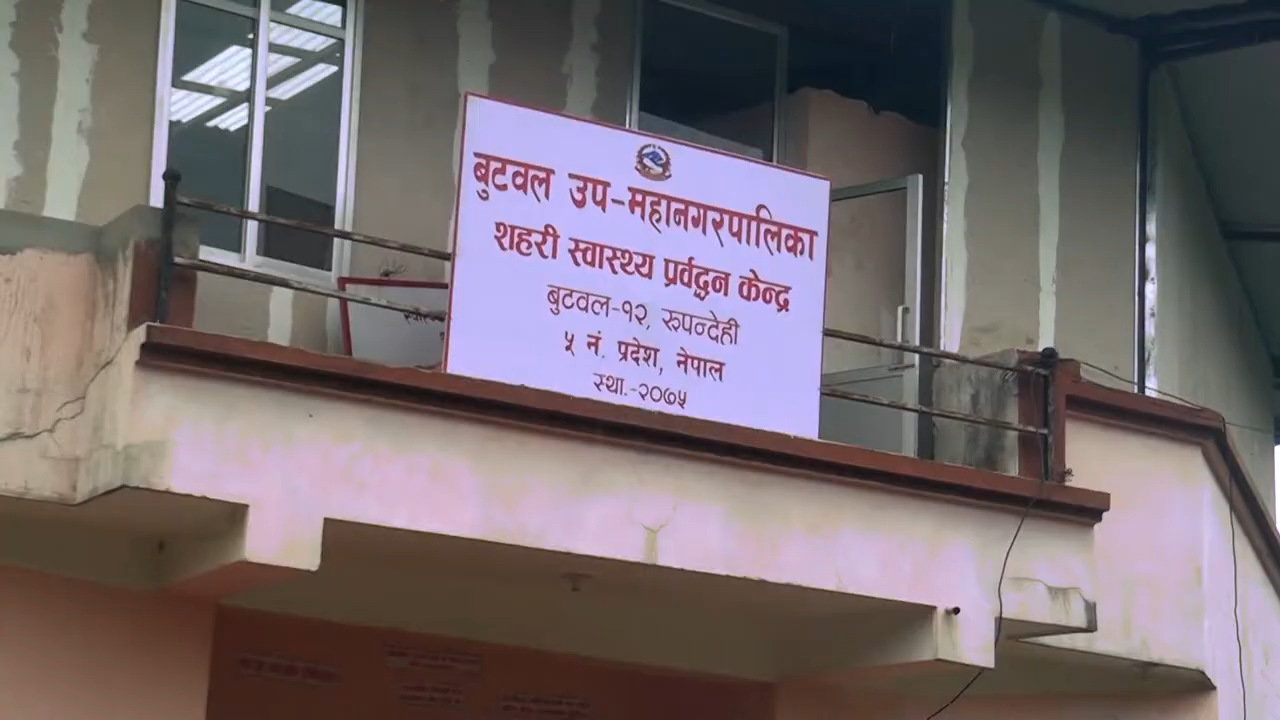 बुटवल उप-महानगरपालिका
शहरी स्वास्थ्य प्रर्वद्धन केन्द्र
बुटवल-१२, रुपन्देही
५ नं. प्रदेश, नेपाल
स्था.-२०७५